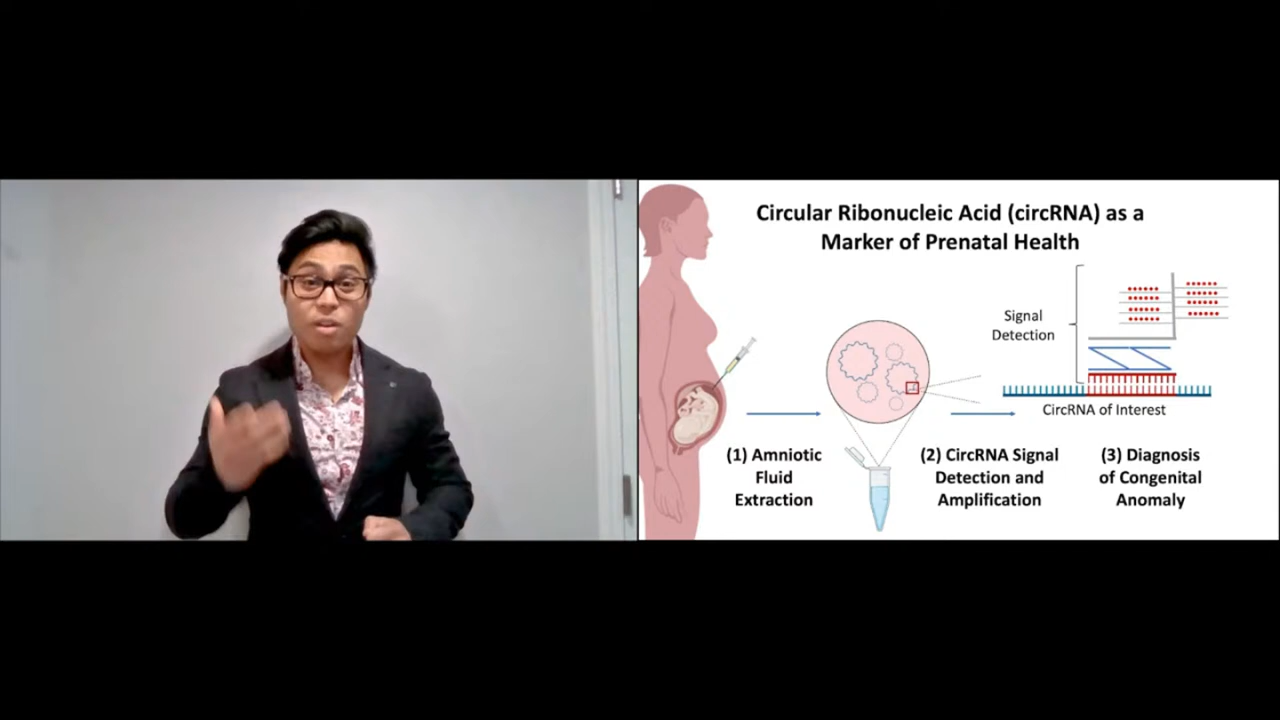 Circular Ribonucleic Acid (circRNA) as a
Marker of Prenatal Health
Signal
Detection
CircRNA of Interest
(1) Amniotic
Fluid
Extraction
(2) CircRNA Signal
Detection and
Amplification
(3) Diagnosis
of Congenital
Anomaly